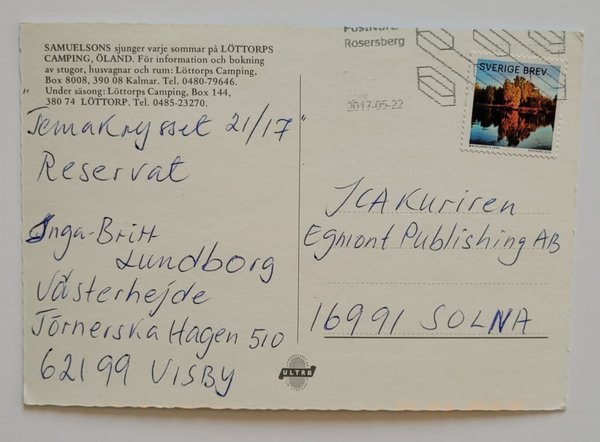 SAMUELSONS sjunger varje sommar på LÖTTORPS
CAMPING, ÖLAND. För information och bokning
av stugor, husvagnar och rum: Löttorps Camping,
Box 8008, 390 08 Kalmar. Tel. 0480-79646.
Under säsong: Löttorps Camping, Box 144,
380 74 LÖTTORP. Tel. 0485-23270.
"Temakrysset 21/17"
Reservat
Inga-Britt
Lundborg
Västerhejde
Törnerska Hagen 510
62199 VISBY
PostNord
Rosersberg
2017-05-22
SVERIGE BREV
ICAKuriren
Egmont Publishing AB
16991 SOLNA
ULTRA